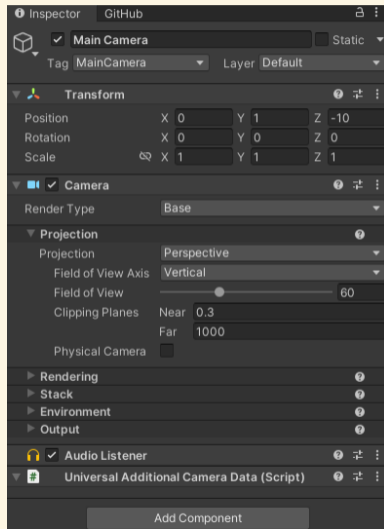 Inspector GitHub
Main Camera Static
Tag MainCamera Layer Default
Transform
Position X 0 Y 1 Z -10
Rotation X 0 Y 0 Z 0
Scale X 1 Y 1 Z 1
Camera
Render Type Base
Projection
Projection Perspective
Field of View Axis Vertical
Field of View 60
Clipping Planes Near 0.3
Far 1000
Physical Camera
Rendering
Stack
Environment
Output
Audio Listener
# Universal Additional Camera Data (Script)
Add Component